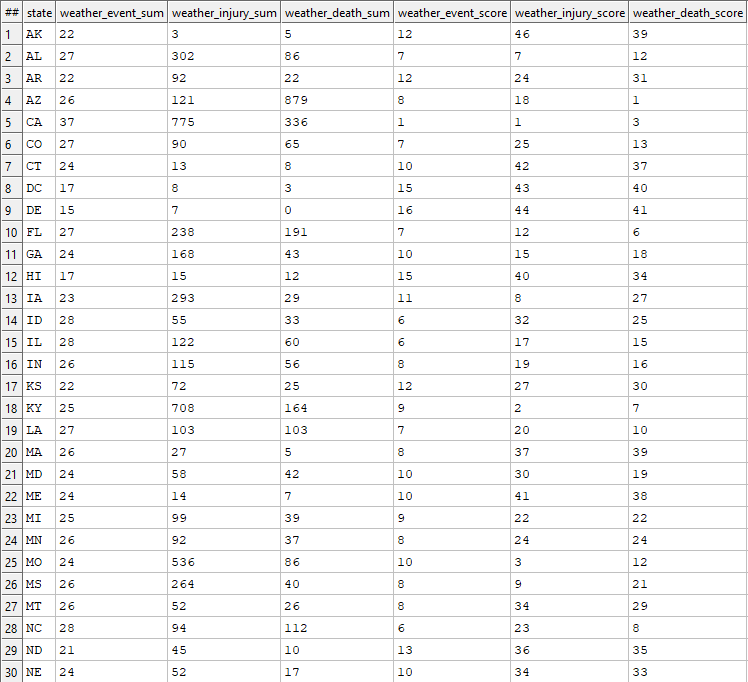 ## state weather_event_sum weather_injury_sum weather_death_sum weather_event_score weather_injury_score weather_death_score
1 AK 22 3 5 12 46 39
2 AL 27 302 86 7 7 12
3 AR 22 92 22 12 24 31
4 AZ 26 121 879 8 18 1
5 CA 37 775 336 1 1 3
6 CO 27 90 65 7 25 13
7 CT 24 13 8 10 42 37
8 DC 17 8 3 15 43 40
9 DE 15 7 0 16 44 41
10 FL 27 238 191 7 12 6
11 GA 24 168 43 10 15 18
12 HI 17 15 12 15 40 34
13 IA 23 293 29 11 8 27
14 ID 28 55 33 6 32 25
15 IL 28 122 60 6 17 15
16 IN 26 115 56 8 19 16
17 KS 22 72 25 12 27 30
18 KY 25 708 164 9 2 7
19 LA 27 103 103 7 20 10
20 MA 26 27 5 8 37 39
21 MD 24 58 42 10 30 19
22 ME 24 14 7 10 41 38
23 MI 25 99 39 9 22 22
24 MN 26 92 37 8 24 24
25 MO 24 536 86 10 3 12
26 MS 26 264 40 8 9 21
27 MT 26 52 26 8 34 29
28 NC 28 94 112 6 23 8
29 ND 21 45 10 13 36 35
30 NE 24 52 17 10 34 33